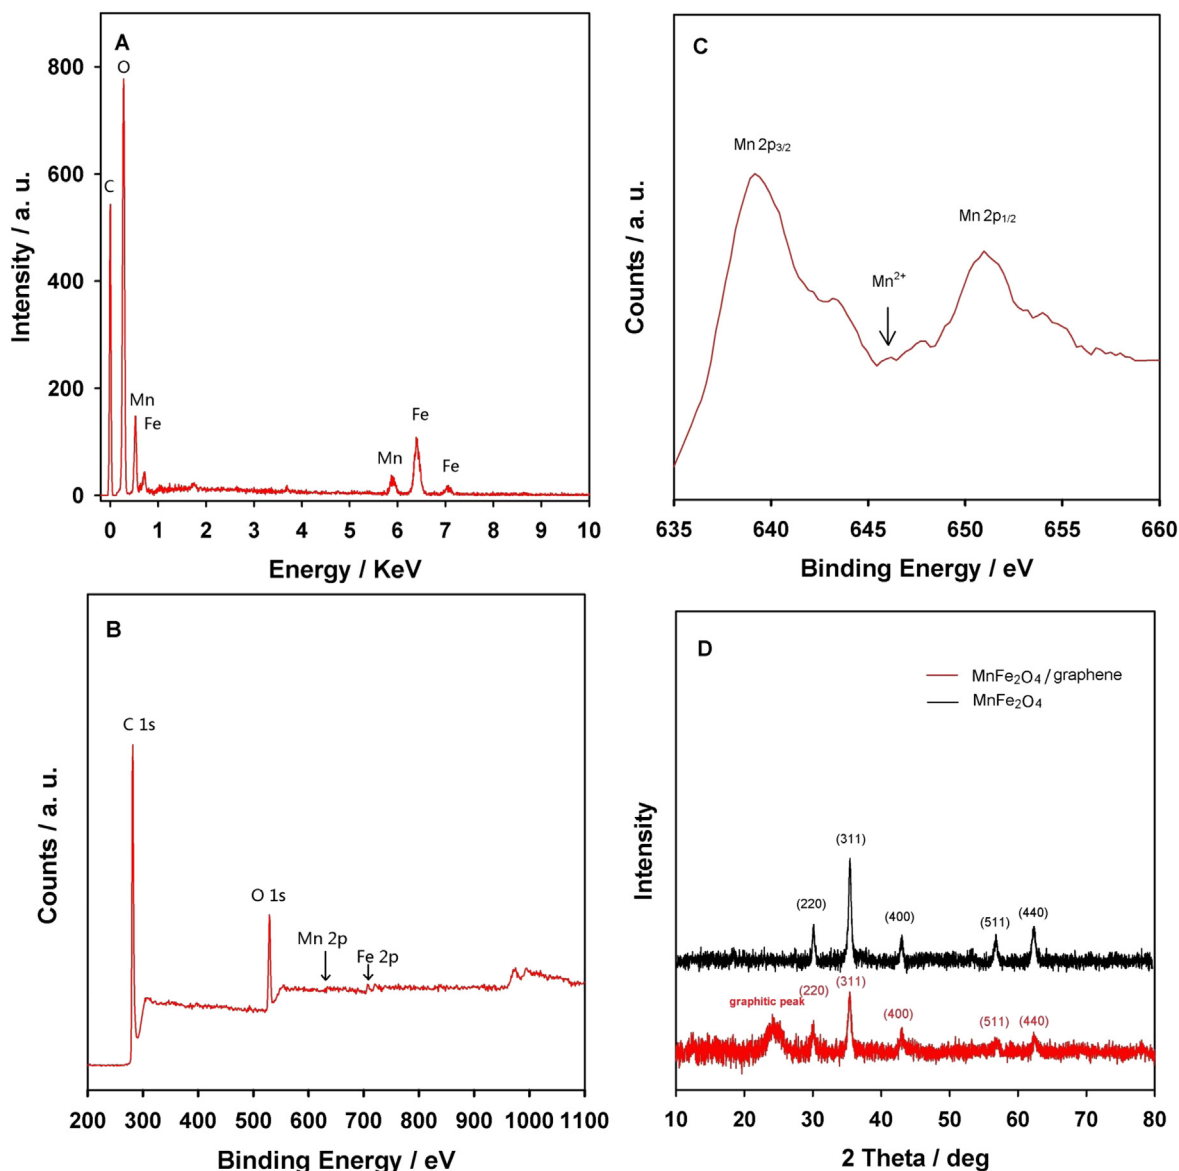 A
800
600
400
200
0
Intensity / a. u.
O
C
Mn
Fe
Mn
Fe
Fe
0 1 2 3 4 5 6 7 8 9 10
Energy / KeV
C
Counts / a. u.
Mn 2p3/2
Mn 2p1/2
Mn2+
635 640 645 650 655 660
Binding Energy / eV
B
Counts / a. u.
C 1s
O 1s
Mn 2p
Fe 2p
200 300 400 500 600 700 800 900 1000 1100
Binding Energy / eV
D
Intensity
MnFe2O4 / graphene
MnFe2O4
(311)
(220)
(400)
(511)
(440)
graphitic peak
(220)
(311)
(400)
(511)
(440)
10 20 30 40 50 60 70 80
2 Theta / deg